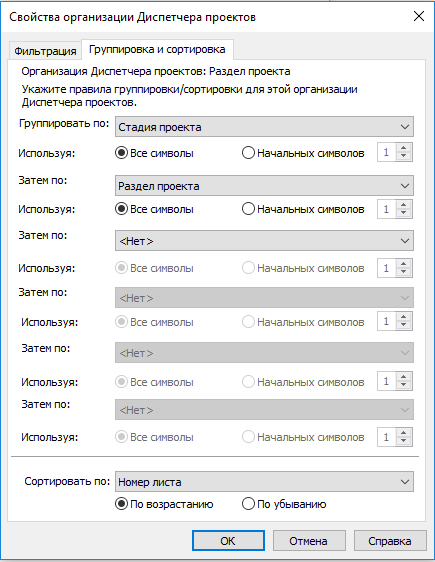 Свойства организации Диспетчера проектов
Фильтрация Группировка и сортировка
Организация Диспетчера проектов: Раздел проекта
Укажите правила группировки/сортировки для этой организации
Диспетчера проектов.
Группировать по: Стадия проекта
Используя: Все символы Начальных символов 1
Затем по: Раздел проекта
Используя: Все символы Начальных символов 1
Затем по: <Нет>
Используя: Все символы Начальных символов 1
Затем по: <Нет>
Используя: Все символы Начальных символов 1
Затем по: <Нет>
Используя: Все символы Начальных символов 1
Затем по: <Нет>
Используя: Все символы Начальных символов 1
Сортировать по: Номер листа
По возрастанию По убыванию
OK Отмена Справка